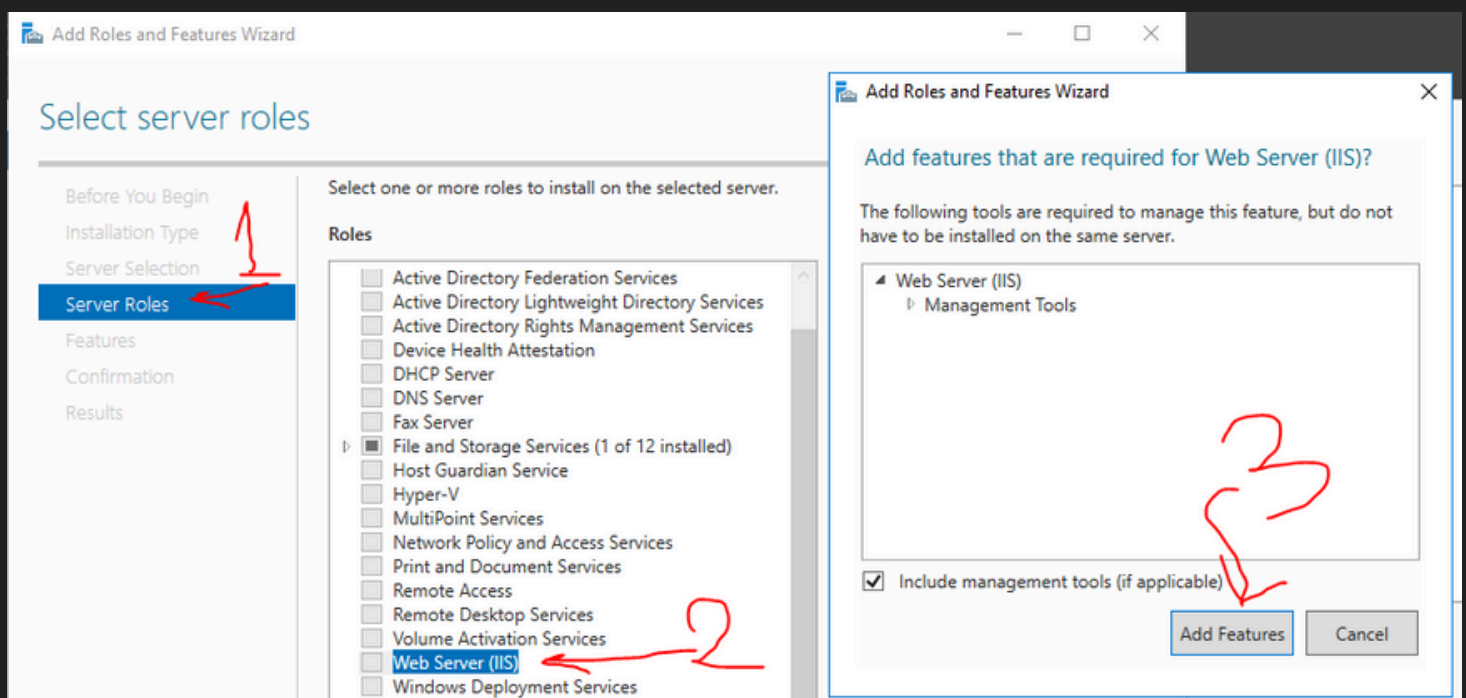 Add Roles and Features Wizard
Select server roles
Before You Begin
Installation Type
Server Selection
Server Roles
Features
Confirmation
Results
1
Select one or more roles to install on the selected server.
Roles
Active Directory Federation Services
Active Directory Lightweight Directory Services
Active Directory Rights Management Services
Device Health Attestation
DHCP Server
DNS Server
Fax Server
File and Storage Services (1 of 12 installed)
Host Guardian Service
Hyper-V
MultiPoint Services
Network Policy and Access Services
Print and Document Services
Remote Access
Remote Desktop Services
Volume Activation Services
Web Server (IIS)
2
Windows Deployment Services
Add Roles and Features Wizard
Add features that are required for Web Server (IIS)?
The following tools are required to manage this feature, but do not
have to be installed on the same server.
Web Server (IIS)
Management Tools
3
Include management tools (if applicable)
Add Features
Cancel